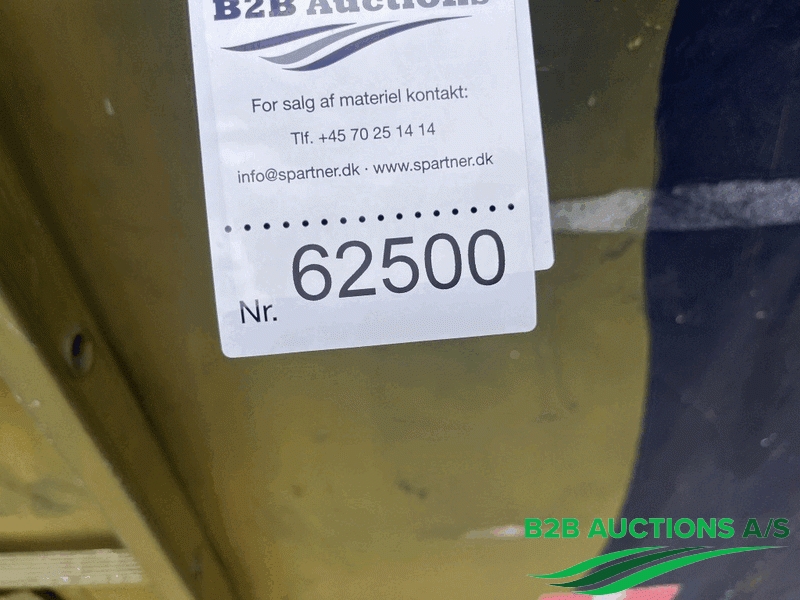 B2B Auctions
For salg af materiel kontakt:
Tlf. +45 70 25 14 14
info@spartner.dk · www.spartner.dk
Nr. 62500
B2B AUCTIONS A/S